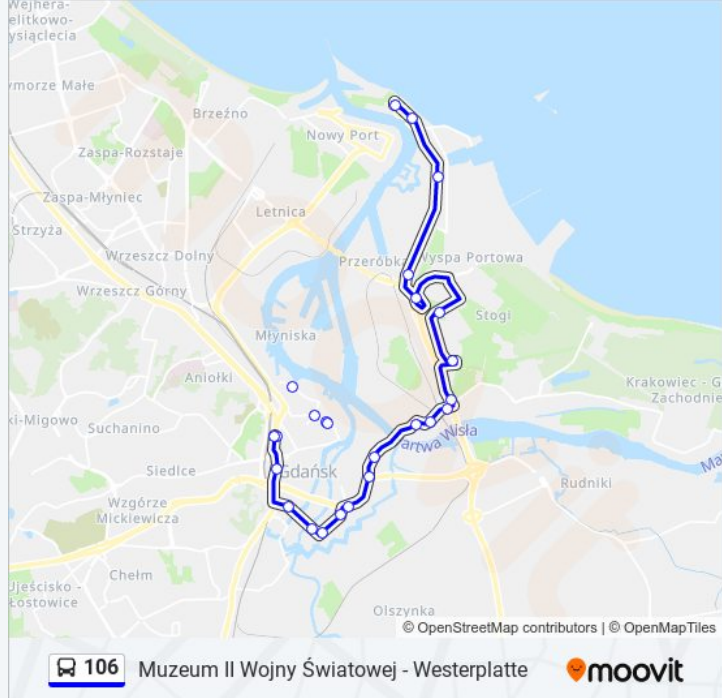 Wejhera-
elitkowo-
ysiąclecia
ymorze Małe
Brzeźno
Nowy Port
Zaspa-Rozstaje
Zaspa-Młyniec
Letnica
Strzyża
Wrzeszcz Dolny
Przeróbka
Wyspa Portowa
Wrzeszcz Górny
Stogi
Młyniska
Aniołki
Krakowiec - G
Zachodnie
ki-Migowo
Suchanino
artwa Wisła
Ma
Siedlce
Gdańsk
Rudniki
Wzgórze
Mickiewicza
Chełm
Ujeścisko -
Łostowice
Olszynka
© OpenStreetMap contributors | © OpenMapTiles
106 Muzeum II Wojny Światowej - Westerplatte moovit